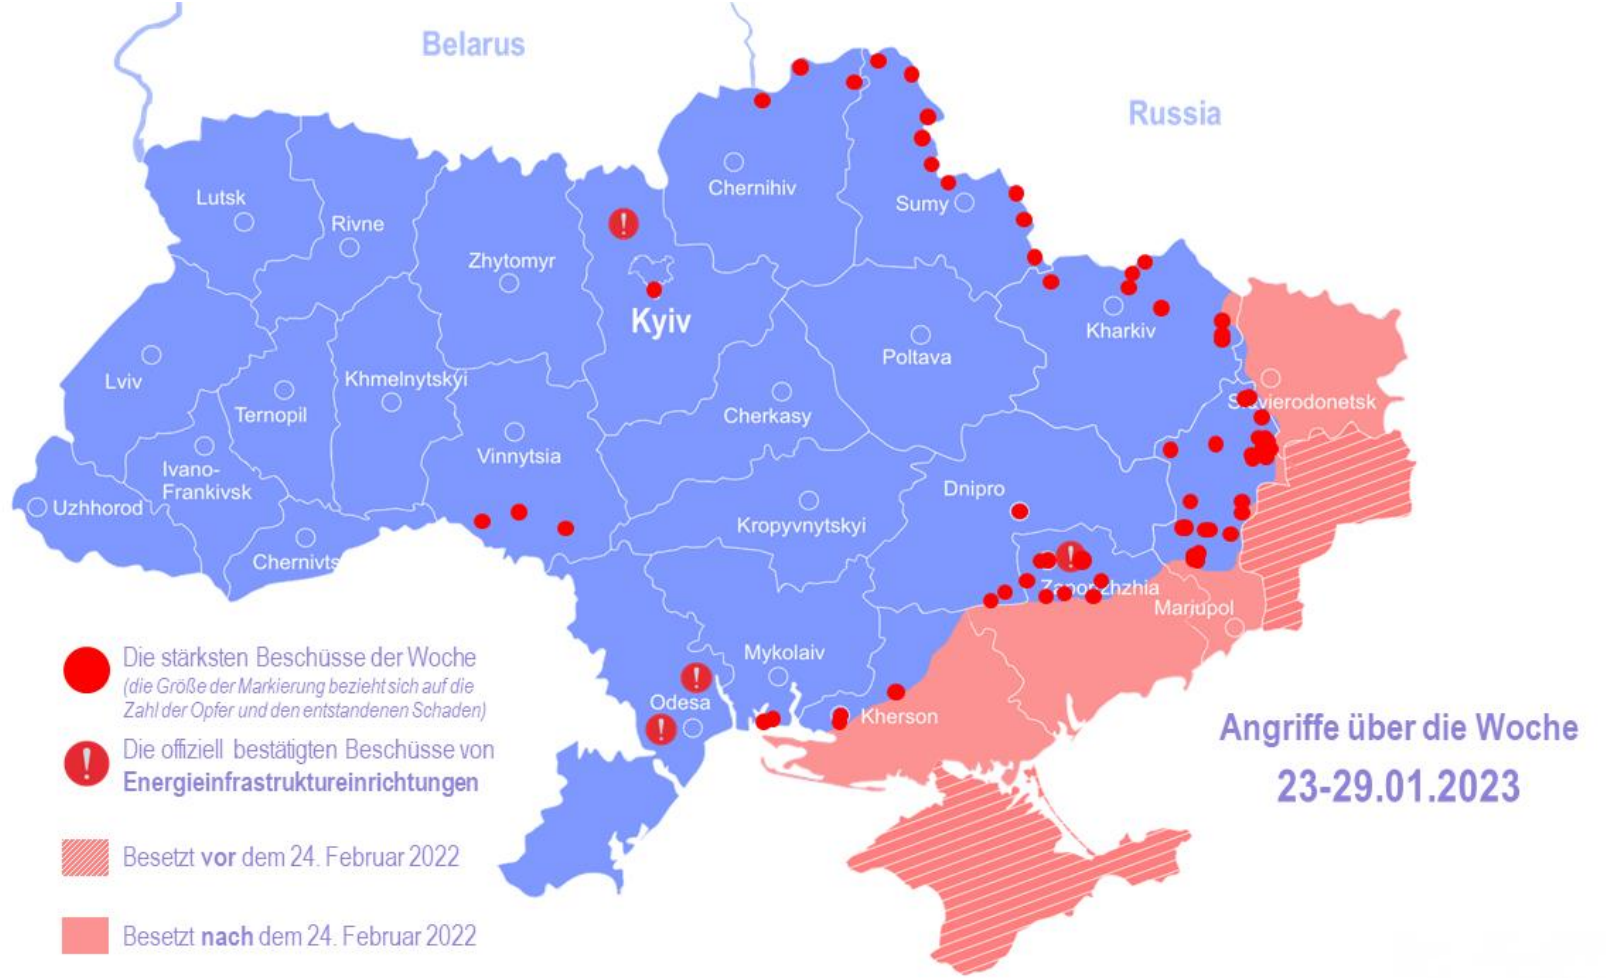 Belarus
Russia
Chernihiv
Lutsk
Sumy
Rivne
Zhytomyr
Kyiv
Kharkiv
Poltava
Lviv
Khmelnytskyi
Ternopil
Cherkasy
Vinnytsia
Ivano-
Frankivsk
Dnipro
Uzhhorod
Kropyvnytskyi
Chernivts
Mariupol
Mykolaiv
Odesa
Kherson
Die stärksten Beschüsse der Woche
(die Größe der Markierung bezieht sich auf die
Zahl der Opfer und den entstandenen Schaden)
Die offiziell bestätigten Beschüsse von
Energieinfrastruktureinrichtungen
Besetzt vor dem 24. Februar 2022
Besetzt nach dem 24. Februar 2022
Angriffe über die Woche
23-29.01.2023